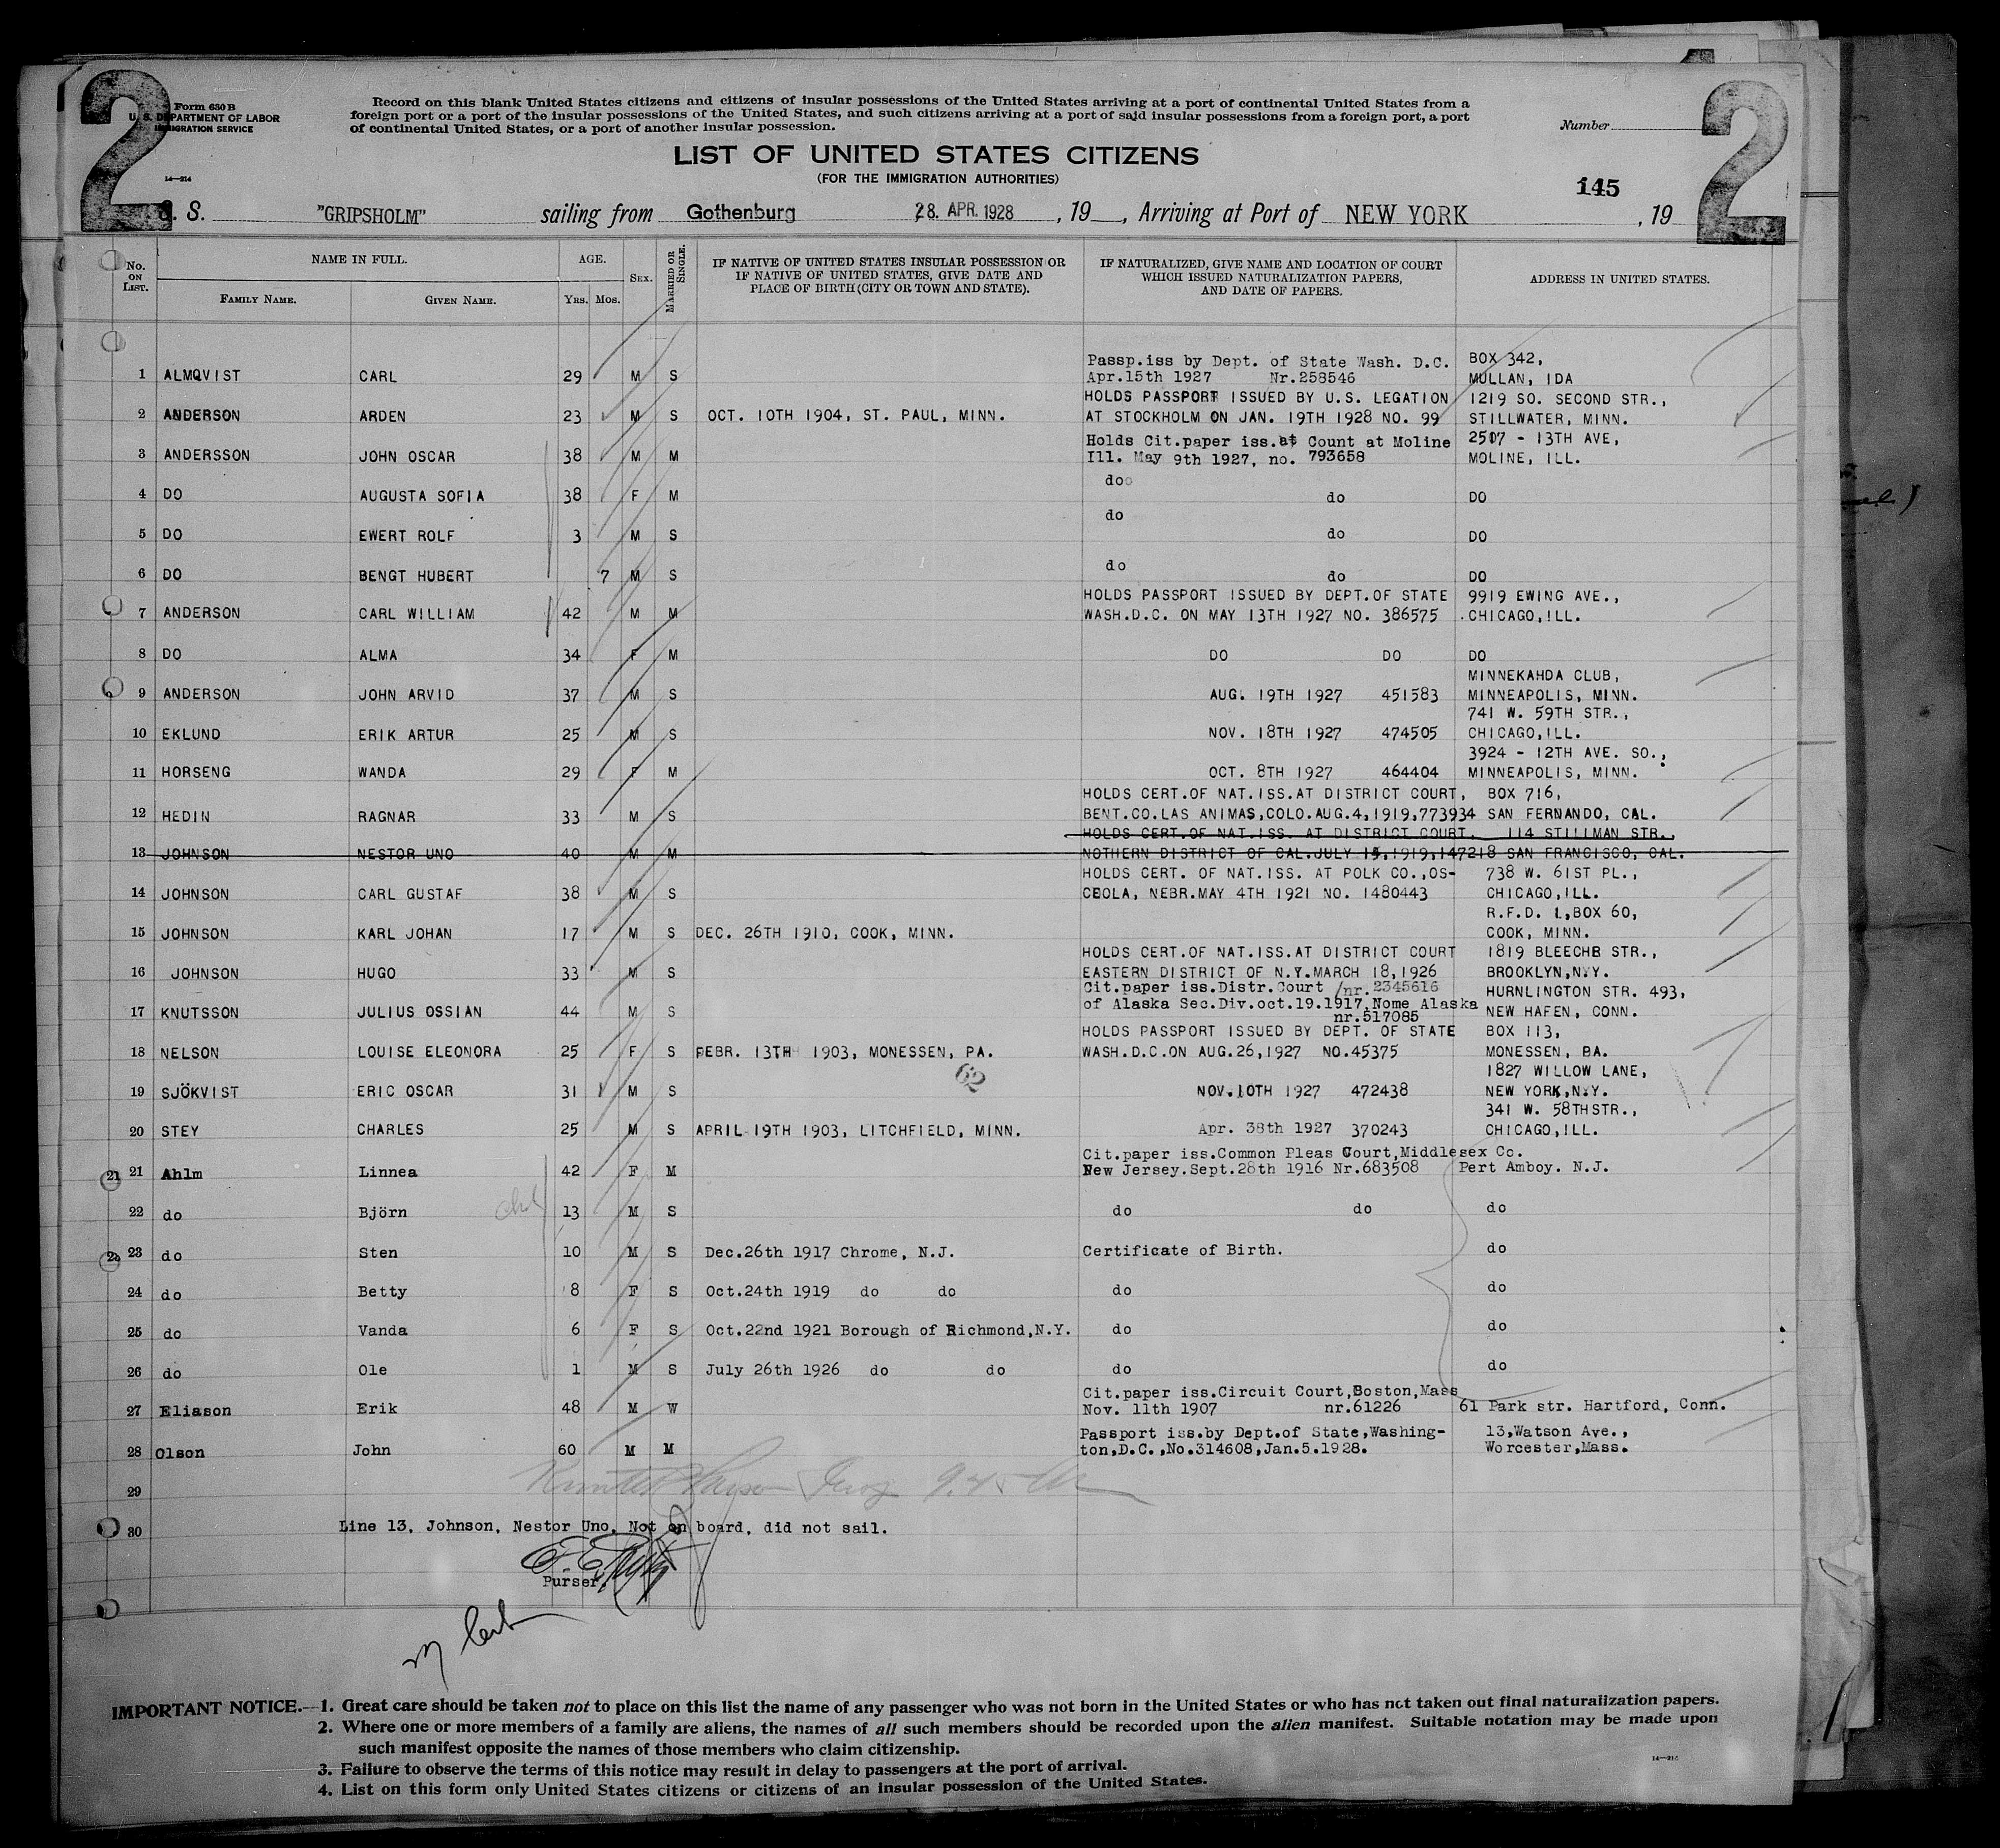 2 2
Form 630 B
U. S. DEPARTMENT OF LABOR
IMMIGRATION SERVICE
14—214
Record on this blank United States citizens and citizens of insular possessions of the United States arriving at a port of continental United States from a
foreign port or a port of the insular possessions of the United States, and such citizens arriving at a port of said insular possessions from a foreign port, a port
of continental United States, or a port of another insular possession.
Number
LIST OF UNITED STATES CITIZENS
(FOR THE IMMIGRATION AUTHORITIES)
145
S. S. "GRIPSHOLM" sailing from Gothenburg 28. APR. 1928, 19 , Arriving at Port of NEW YORK , 19
No. ON LIST. NAME IN FULL. AGE. SEX. MARRIED OR SINGLE. IF NATIVE OF UNITED STATES INSULAR POSSESSION OR IF NATIVE OF UNITED STATES, GIVE DATE AND PLACE OF BIRTH (CITY OR TOWN AND STATE). IF NATURALIZED, GIVE NAME AND LOCATION OF COURT WHICH ISSUED NATURALIZATION PAPERS, AND DATE OF PAPERS. ADDRESS IN UNITED STATES.
FAMILY NAME. GIVEN NAME. YRS. MOS.
Passp.iss by Dept. of State Wash. D.C. BOX 342,
1 ALMQVIST CARL 29 M S Apr.15th 1927 Nr.258546 MULLAN, IDA
HOLDS PASSPORT ISSUED BY U.S. LEGATION 1219 SO. SECOND STR.,
2 ANDERSON ARDEN 23 M S OCT. 10TH 1904, ST. PAUL, MINN. AT STOCKHOLM ON JAN. 19TH 1928 NO. 99 STILLWATER, MINN.
Holds Cit.paper iss.at Count at Moline 2507 - 13TH AVE,
3 ANDERSSON JOHN OSCAR 38 M M Ill. May 9th 1927, no. 793658 MOLINE, ILL.
do
4 DO AUGUSTA SOFIA 38 F M do DO
do
5 DO EWERT ROLF 3 M S do DO
do
6 DO BENGT HUBERT 7 M S do DO
HOLDS PASSPORT ISSUED BY DEPT.OF STATE 9919 EWING AVE.,
7 ANDERSON CARL WILLIAM 42 M M WASH.D.C. ON MAY 13TH 1927 NO. 386575 CHICAGO,ILL.
8 DO ALMA 34 F M DO DO DO
MINNEKAHDA CLUB,
9 ANDERSON JOHN ARVID 37 M S AUG. 19TH 1927 451583 MINNEAPOLIS, MINN.
741 W. 59TH STR.,
10 EKLUND ERIK ARTUR 25 M S NOV. 18TH 1927 474505 CHICAGO,ILL.
3924 - 12TH AVE. SO.,
11 HORSENG WANDA 29 F M OCT. 8TH 1927 464404 MINNEAPOLIS, MINN.
HOLDS CERT.OF NAT.ISS.AT DISTRICT COURT, BOX 716,
12 HEDIN RAGNAR 33 M S BENT.CO.LAS ANIMAS,COLO.AUG.4,1919,773934 SAN FERNANDO, CAL.
HOLDS CERT.OF NAT.ISS. AT DISTRICT COURT, 114 STILLMAN STR.,
13 JOHNSON NESTOR UNO 40 M M NOTHERN DISTRICT OF CAL.JULY 15,1919,147218 SAN FRANCISCO, CAL.
HOLDS CERT. OF NAT.ISS. AT POLK CO.,OS- 738 W. 61ST PL.,
14 JOHNSON CARL GUSTAF 38 M S CEOLA, NEBR.MAY 4TH 1921 NO. 1480443 CHICAGO,ILL.
R.F.D. 1,BOX 60,
15 JOHNSON KARL JOHAN 17 M S DEC. 26TH 1910, COOK, MINN. COOK, MINN.
HOLDS CERT.OF NAT.ISS.AT DISTRICT COURT 1819 BLEECHR STR.,
16 JOHNSON HUGO 33 M S EASTERN DISTRICT OF N.Y.MARCH 18,1926 BROOKLYN,N.Y.
Cit.paper iss.Distr.Court /nr.2345616 HURNLINGTON STR. 493,
17 KNUTSSON JULIUS OSSIAN 44 M S of Alaska Sec.Div.oct.19.1917,Nome Alaska NEW HAFEN, CONN.
nr.517085
HOLDS PASSPORT ISSUED BY DEPT. OF STATE BOX 113,
18 NELSON LOUISE ELEONORA 25 F S FEBR. 13TH 1903, MONESSEN, PA. WASH.D.C.ON AUG.26,1927 NO.45375 MONESSEN, PA.
62
1827 WILLOW LANE,
19 SJÖKVIST ERIC OSCAR 31 M S NOV.10TH 1927 472438 NEW YORK,N.Y.
341 W. 58THSTR.,
20 STEY CHARLES 25 M S APRIL 19TH 1903, LITCHFIELD, MINN. Apr. 38th 1927 370243 CHICAGO,ILL.
Cit.paper iss.Common Pleas Court,Middlesex Co.
21 21 Ahlm Linnea 42 F M New Jersey.Sept.28th 1916 Nr.683508 Pert Amboy. N.J.
22 do Björn 13 M S do do do
23 do Sten 10 M S Dec.26th 1917 Chrome, N.J. Certificate of Birth. do
24 do Betty 8 F S Oct.24th 1919 do do do do
25 do Vanda 6 F S Oct.22nd 1921 Borough of Richmond,N.Y. do do
26 do Ole 1 M S July 26th 1926 do do do do
Cit.paper iss.Circuit Court,Boston,Mass
27 Eliason Erik 48 M W Nov. 11th 1907 nr.61226 61 Park str. Hartford, Conn.
Passport iss.by Dept.of State,Washing- 13,Watson Ave.,
28 Olson John 60 M M ton,D.C.,No.314608,Jan.5.1928. Worcester,Mass.
29
30 Line 13, Johnson, Nestor Uno, Not on board, did not sail.
Purser.
IMPORTANT NOTICE.—1. Great care should be taken not to place on this list the name of any passenger who was not born in the United States or who has not taken out final naturalization papers.
2. Where one or more members of a family are aliens, the names of all such members should be recorded upon the alien manifest. Suitable notation may be made upon
such manifest opposite the names of those members who claim citizenship.
3. Failure to observe the terms of this notice may result in delay to passengers at the port of arrival.
4. List on this form only United States citizens or citizens of an insular possession of the United States.
14—214